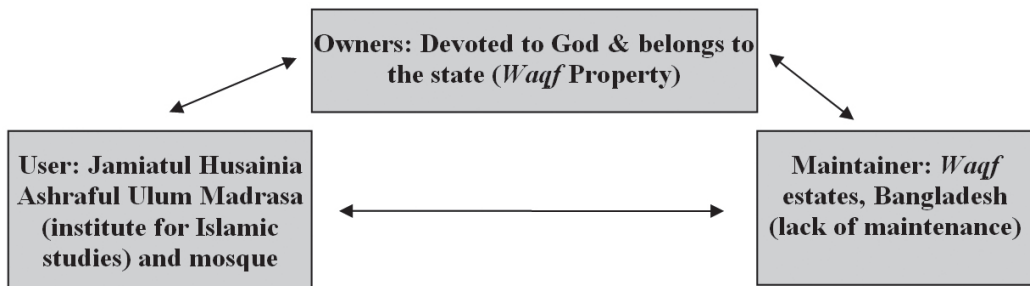 Owners: Devoted to God & belongs to
the state (Waqf Property)
User: Jamiatul Husainia
Ashraful Ulum Madrasa
(institute for Islamic
studies) and mosque
Maintainer: Waqf
estates, Bangladesh
(lack of maintenance)